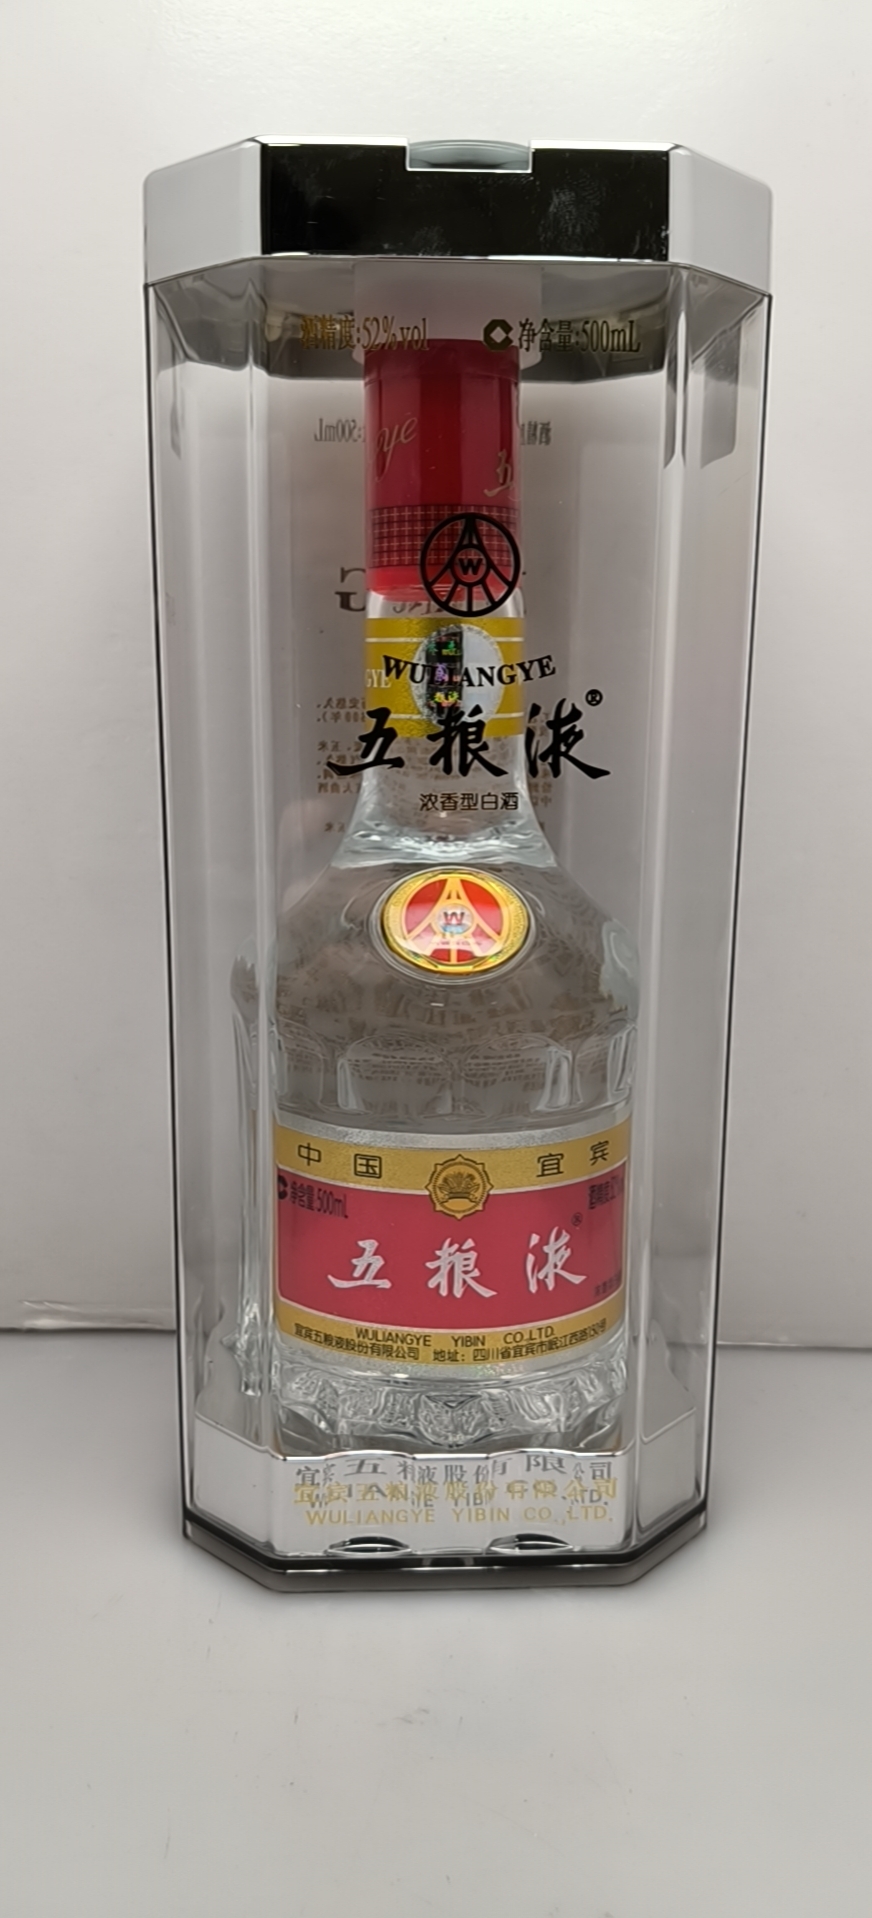 酒精度:52%vol
净含量:500mL
ye
五
W
WULIANGYE
五粮液®
浓香型白酒
W
中国 宜宾
净含量:500mL
五粮液®
WULIANGYE YIBIN CO.,LTD.
宜宾五粮液股份有限公司 地址：四川省宜宾市岷江西路150号
宜宾五粮液股份有限公司
WULIANGYE YIBIN CO.,LTD.